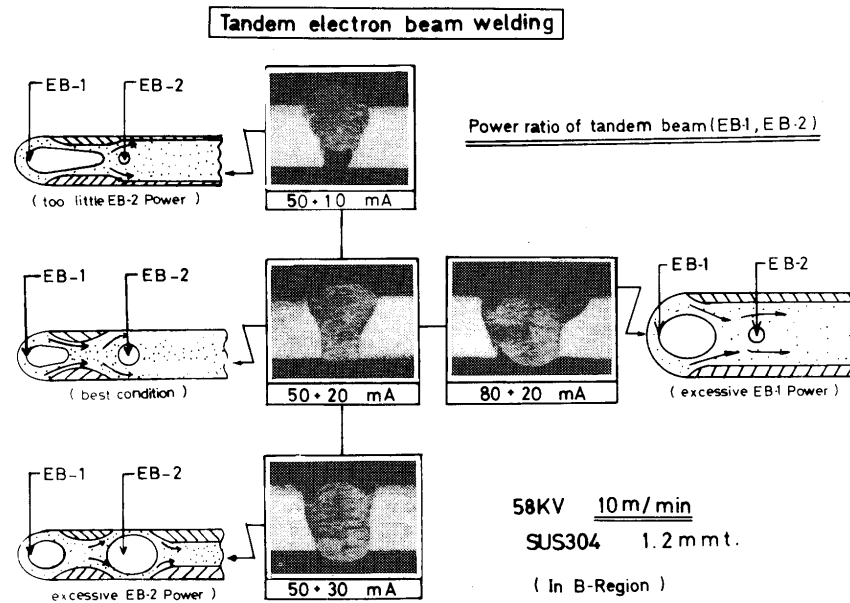 Tandem electron beam welding
EB-1 EB-2
( too little EB-2 Power )
50+10 mA
Power ratio of tandem beam(EB-1, EB-2)
EB-1 EB-2
( best condition )
50+20 mA
80+20 mA
EB-1 EB-2
(excessive EB-1 Power)
EB-1 EB-2
excessive EB-2 Power)
50+30 mA
58KV 10m/min
SUS304 1.2mmt.
( In B-Region )